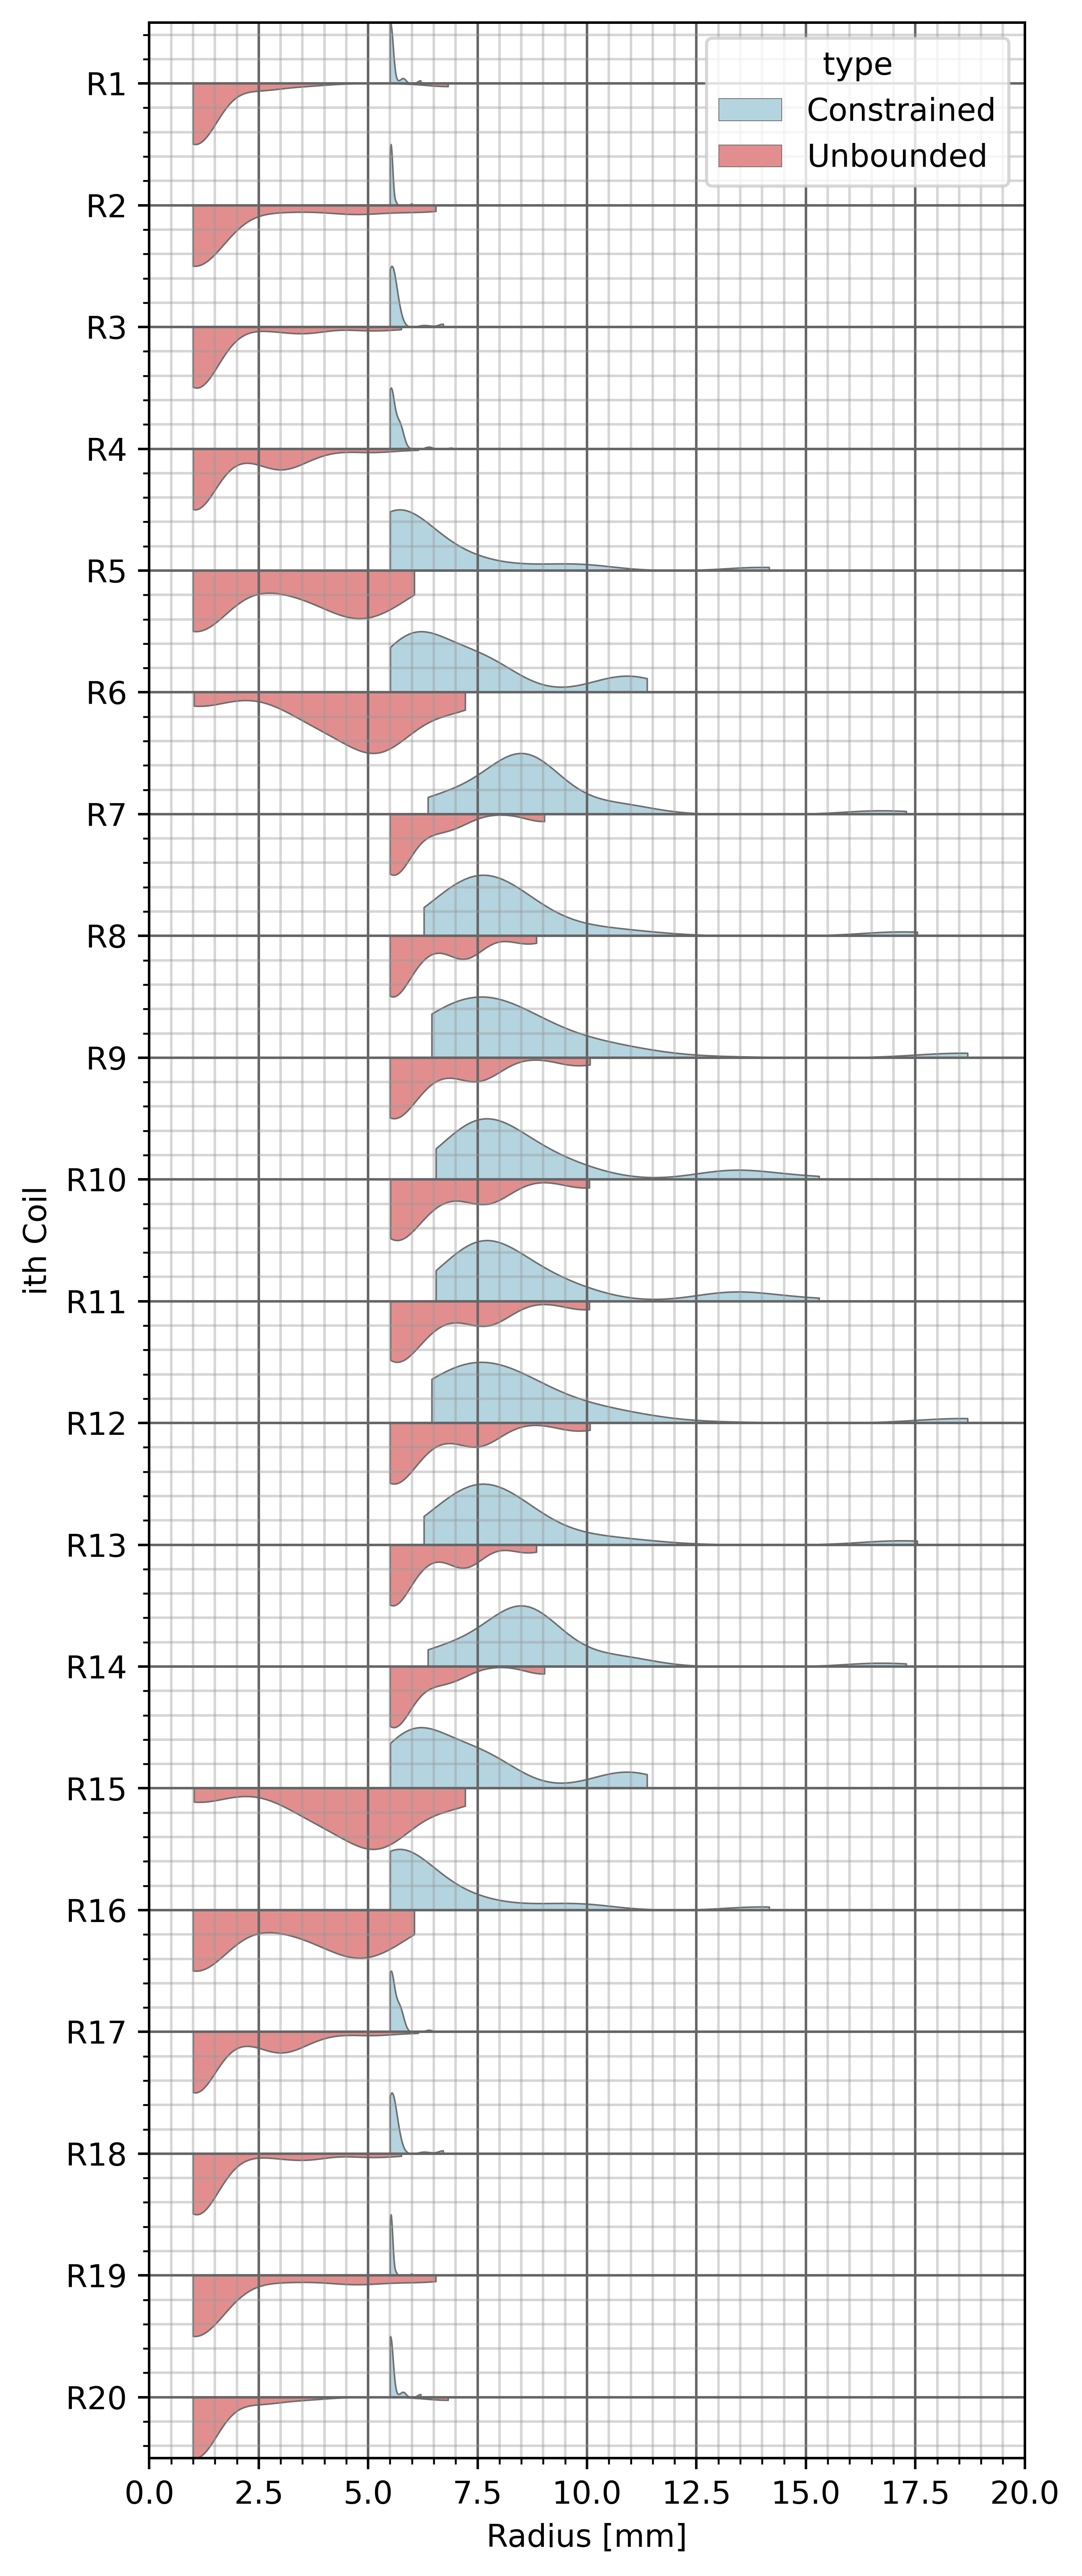 type
Constrained
Unbounded
R1
R2
R3
R4
R5
R6
R7
R8
R9
R10
R11
R12
R13
R14
R15
R16
R17
R18
R19
R20
ith Coil
0.0 2.5 5.0 7.5 10.0 12.5 15.0 17.5 20.0
Radius [mm]